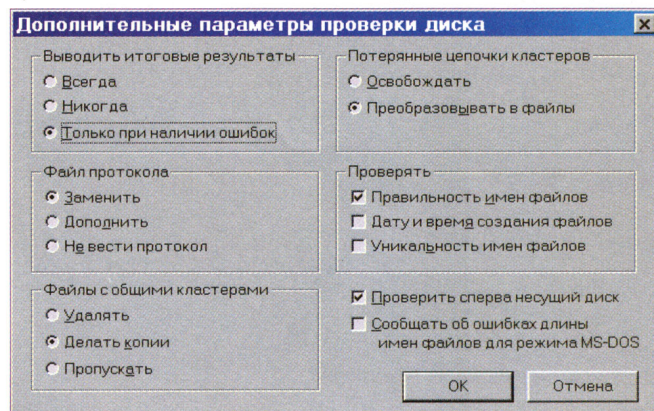 Дополнительные параметры проверки диска
Выводить итоговые результаты
Всегда
Никогда
Только при наличии ошибок
Файл протокола
Заменить
Дополнить
Не вести протокол
Файлы с общими кластерами
Удалять
Делать копии
Пропускать
Потерянные цепочки кластеров
Освобождать
Преобразовывать в файлы
Проверять
Правильность имен файлов
Дату и время создания файлов
Уникальность имен файлов
Проверить сперва несущий диск
Сообщать об ошибках длины
имен файлов для режима MS-DOS
OK
Отмена